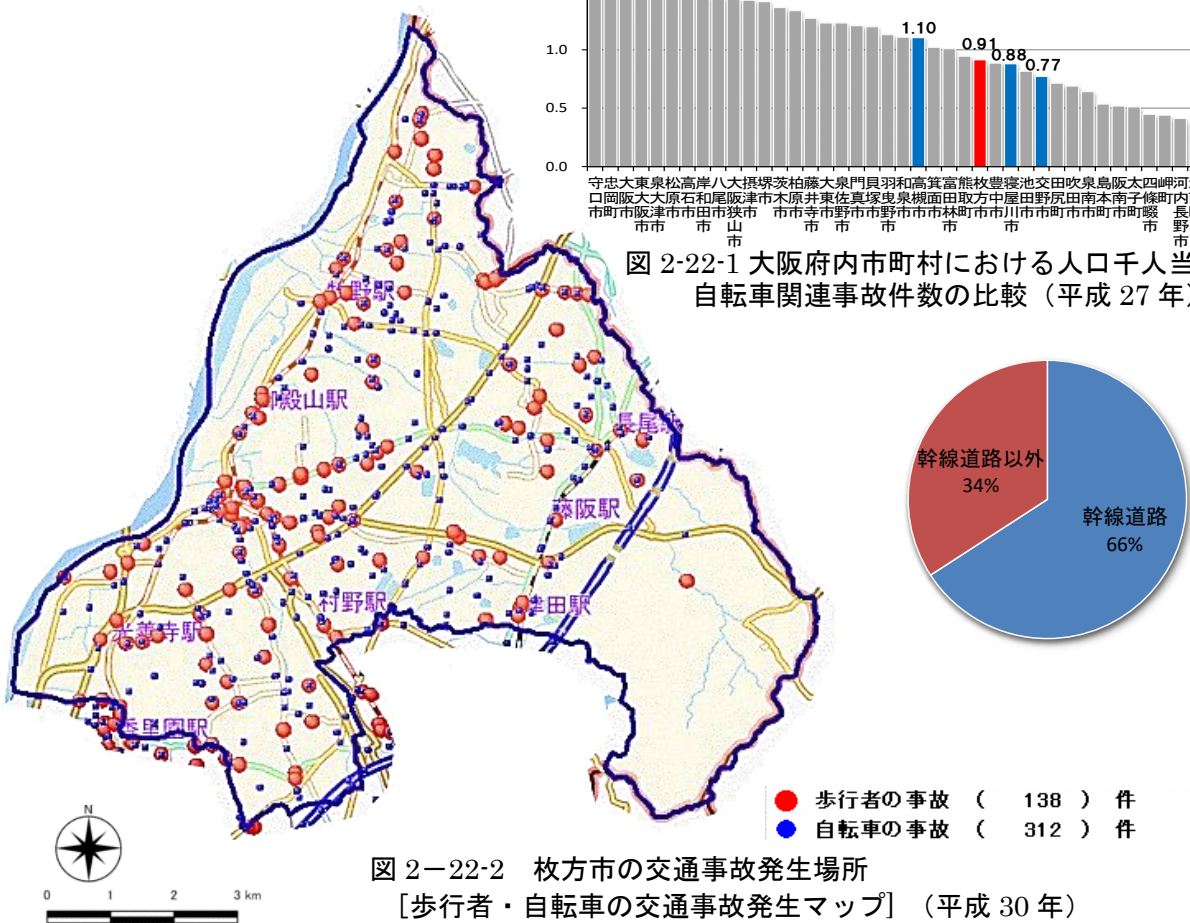 1.10
0.91
0.88
0.77
1.0
0.5
0.0
守口市
忠岡町
大阪市
東大阪市
泉大津市
松原市
高石市
岸和田市
八尾市
大阪狭山市
摂津市
堺市
茨木市
柏原市
藤井寺市
大東市
泉佐野市
門真市
貝塚市
羽曳野市
和泉市
高槻市
箕面市
富田林市
熊取町
枚方市
豊中市
寝屋川市
池田市
交野市
田尻町
吹田市
泉南市
島本町
阪南市
太子町
四條畷市
岬町
河内長野市
図 2-22-1 大阪府内市町村における人口千人当
自転車関連事故件数の比較（平成 27 年）
幹線道路以外
34%
幹線道路
66%
牧野駅
御殿山駅
長尾駅
藤阪駅
津田駅
村野駅
光善寺駅
香里園駅
● 歩行者の事故 （ 138 ） 件
● 自転車の事故 （ 312 ） 件
N
0 1 2 3 km
図 2－22-2 枚方市の交通事故発生場所
［歩行者・自転車の交通事故発生マップ］（平成 30 年）